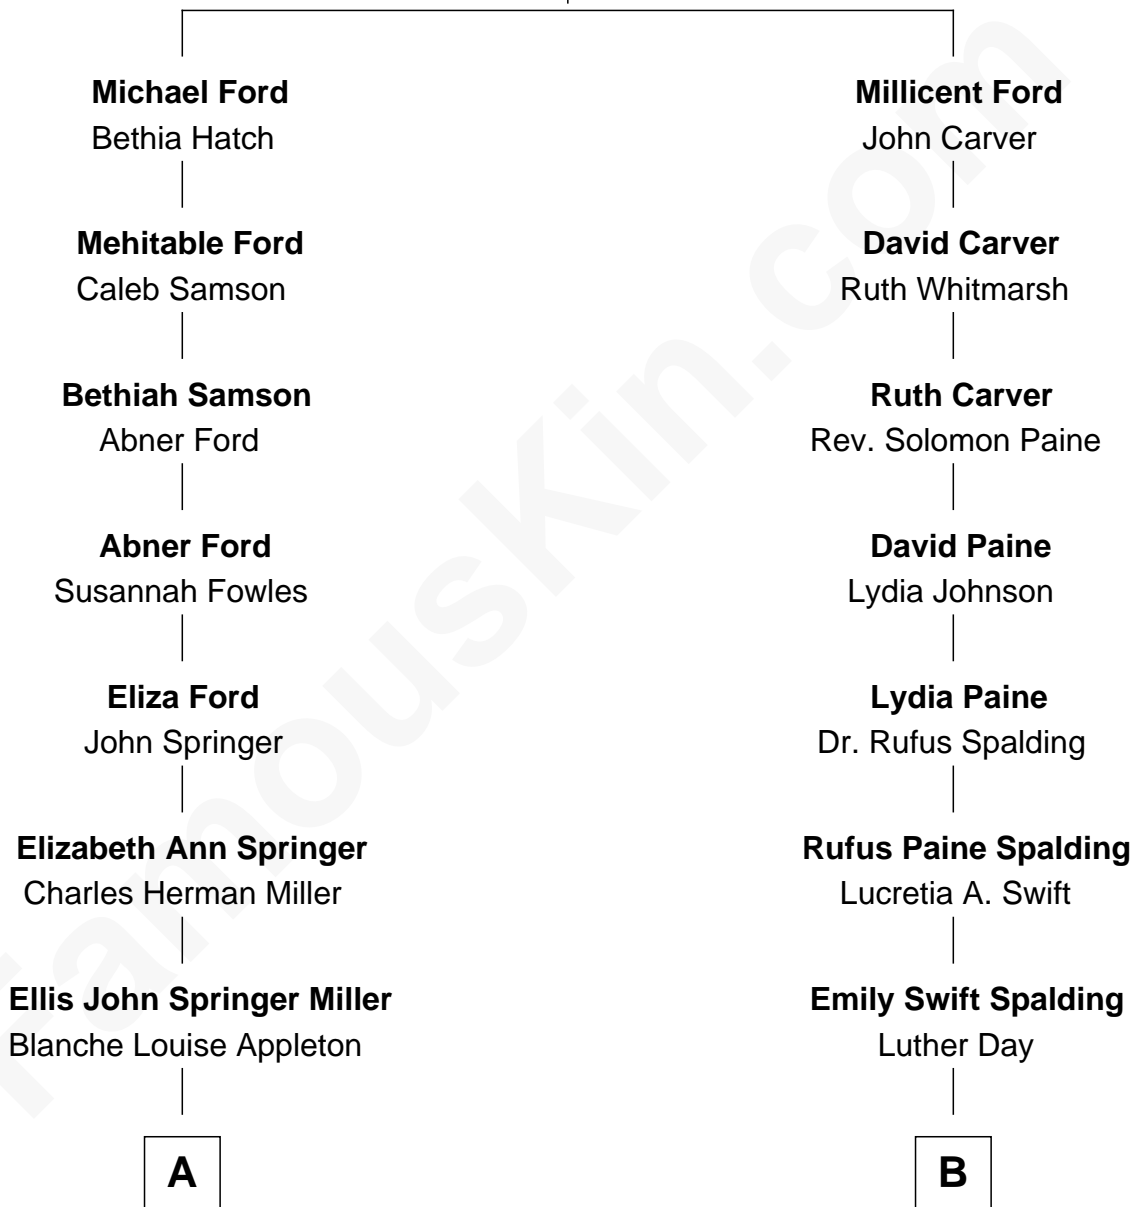 Michael Ford
Bethia Hatch
Mehitable Ford
Caleb Samson
Bethiah Samson
Abner Ford
Abner Ford
Susannah Fowles
Eliza Ford
John Springer
Elizabeth Ann Springer
Charles Herman Miller
Ellis John Springer Miller
Blanche Louise Appleton
A
Millicent Ford
John Carver
David Carver
Ruth Whitmarsh
Ruth Carver
Rev. Solomon Paine
David Paine
Lydia Johnson
Lydia Paine
Dr. Rufus Spalding
Rufus Paine Spalding
Lucretia A. Swift
Emily Swift Spalding
Luther Day
B
FamousKin.com